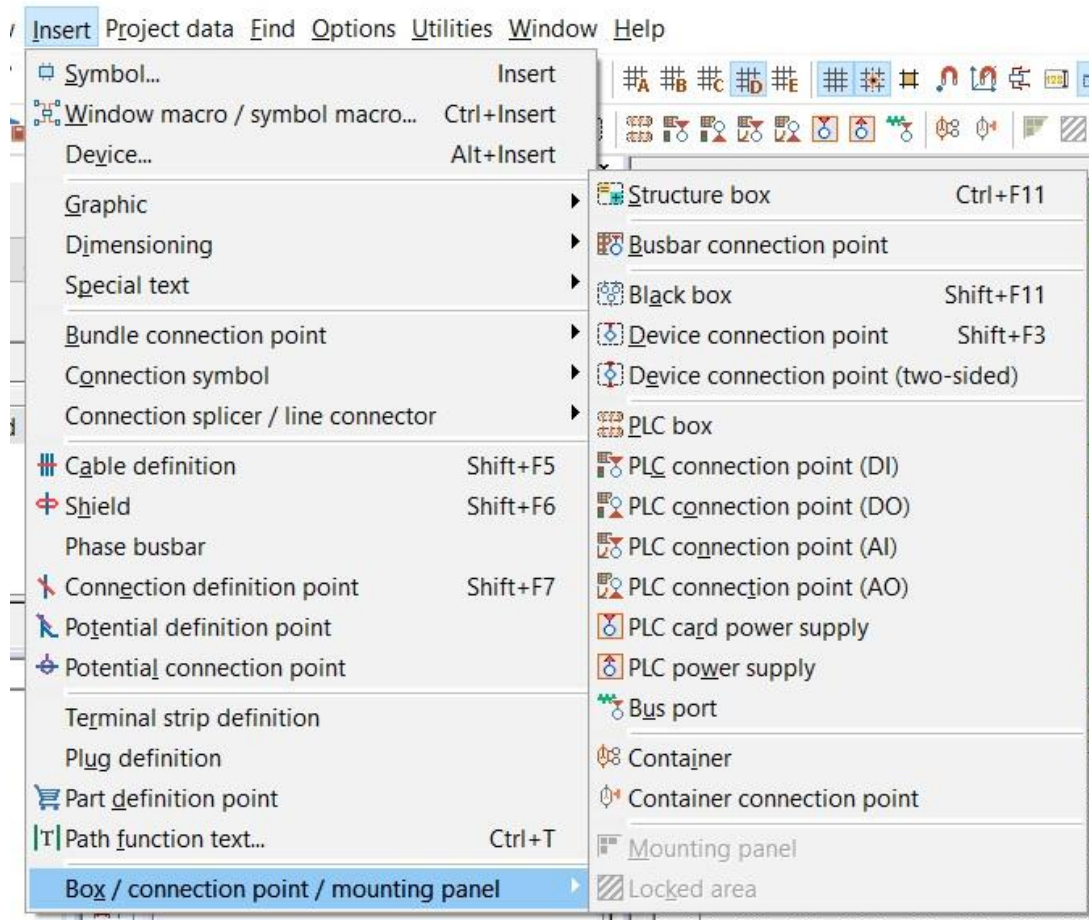 Insert Project data Find Options Utilities Window Help
Symbol... Insert
Window macro / symbol macro... Ctrl+Insert
Device... Alt+Insert
Graphic
Dimensioning
Special text
Bundle connection point
Connection symbol
Connection splicer / line connector
Cable definition Shift+F5
Shield Shift+F6
Phase busbar
Connection definition point Shift+F7
Potential definition point
Potential connection point
Terminal strip definition
Plug definition
Part definition point
Path function text... Ctrl+T
Box / connection point / mounting panel
Structure box Ctrl+F11
Busbar connection point
Black box Shift+F11
Device connection point Shift+F3
Device connection point (two-sided)
PLC box
PLC connection point (DI)
PLC connection point (DO)
PLC connection point (AI)
PLC connection point (AO)
PLC card power supply
PLC power supply
Bus port
Container
Container connection point
Mounting panel
Locked area